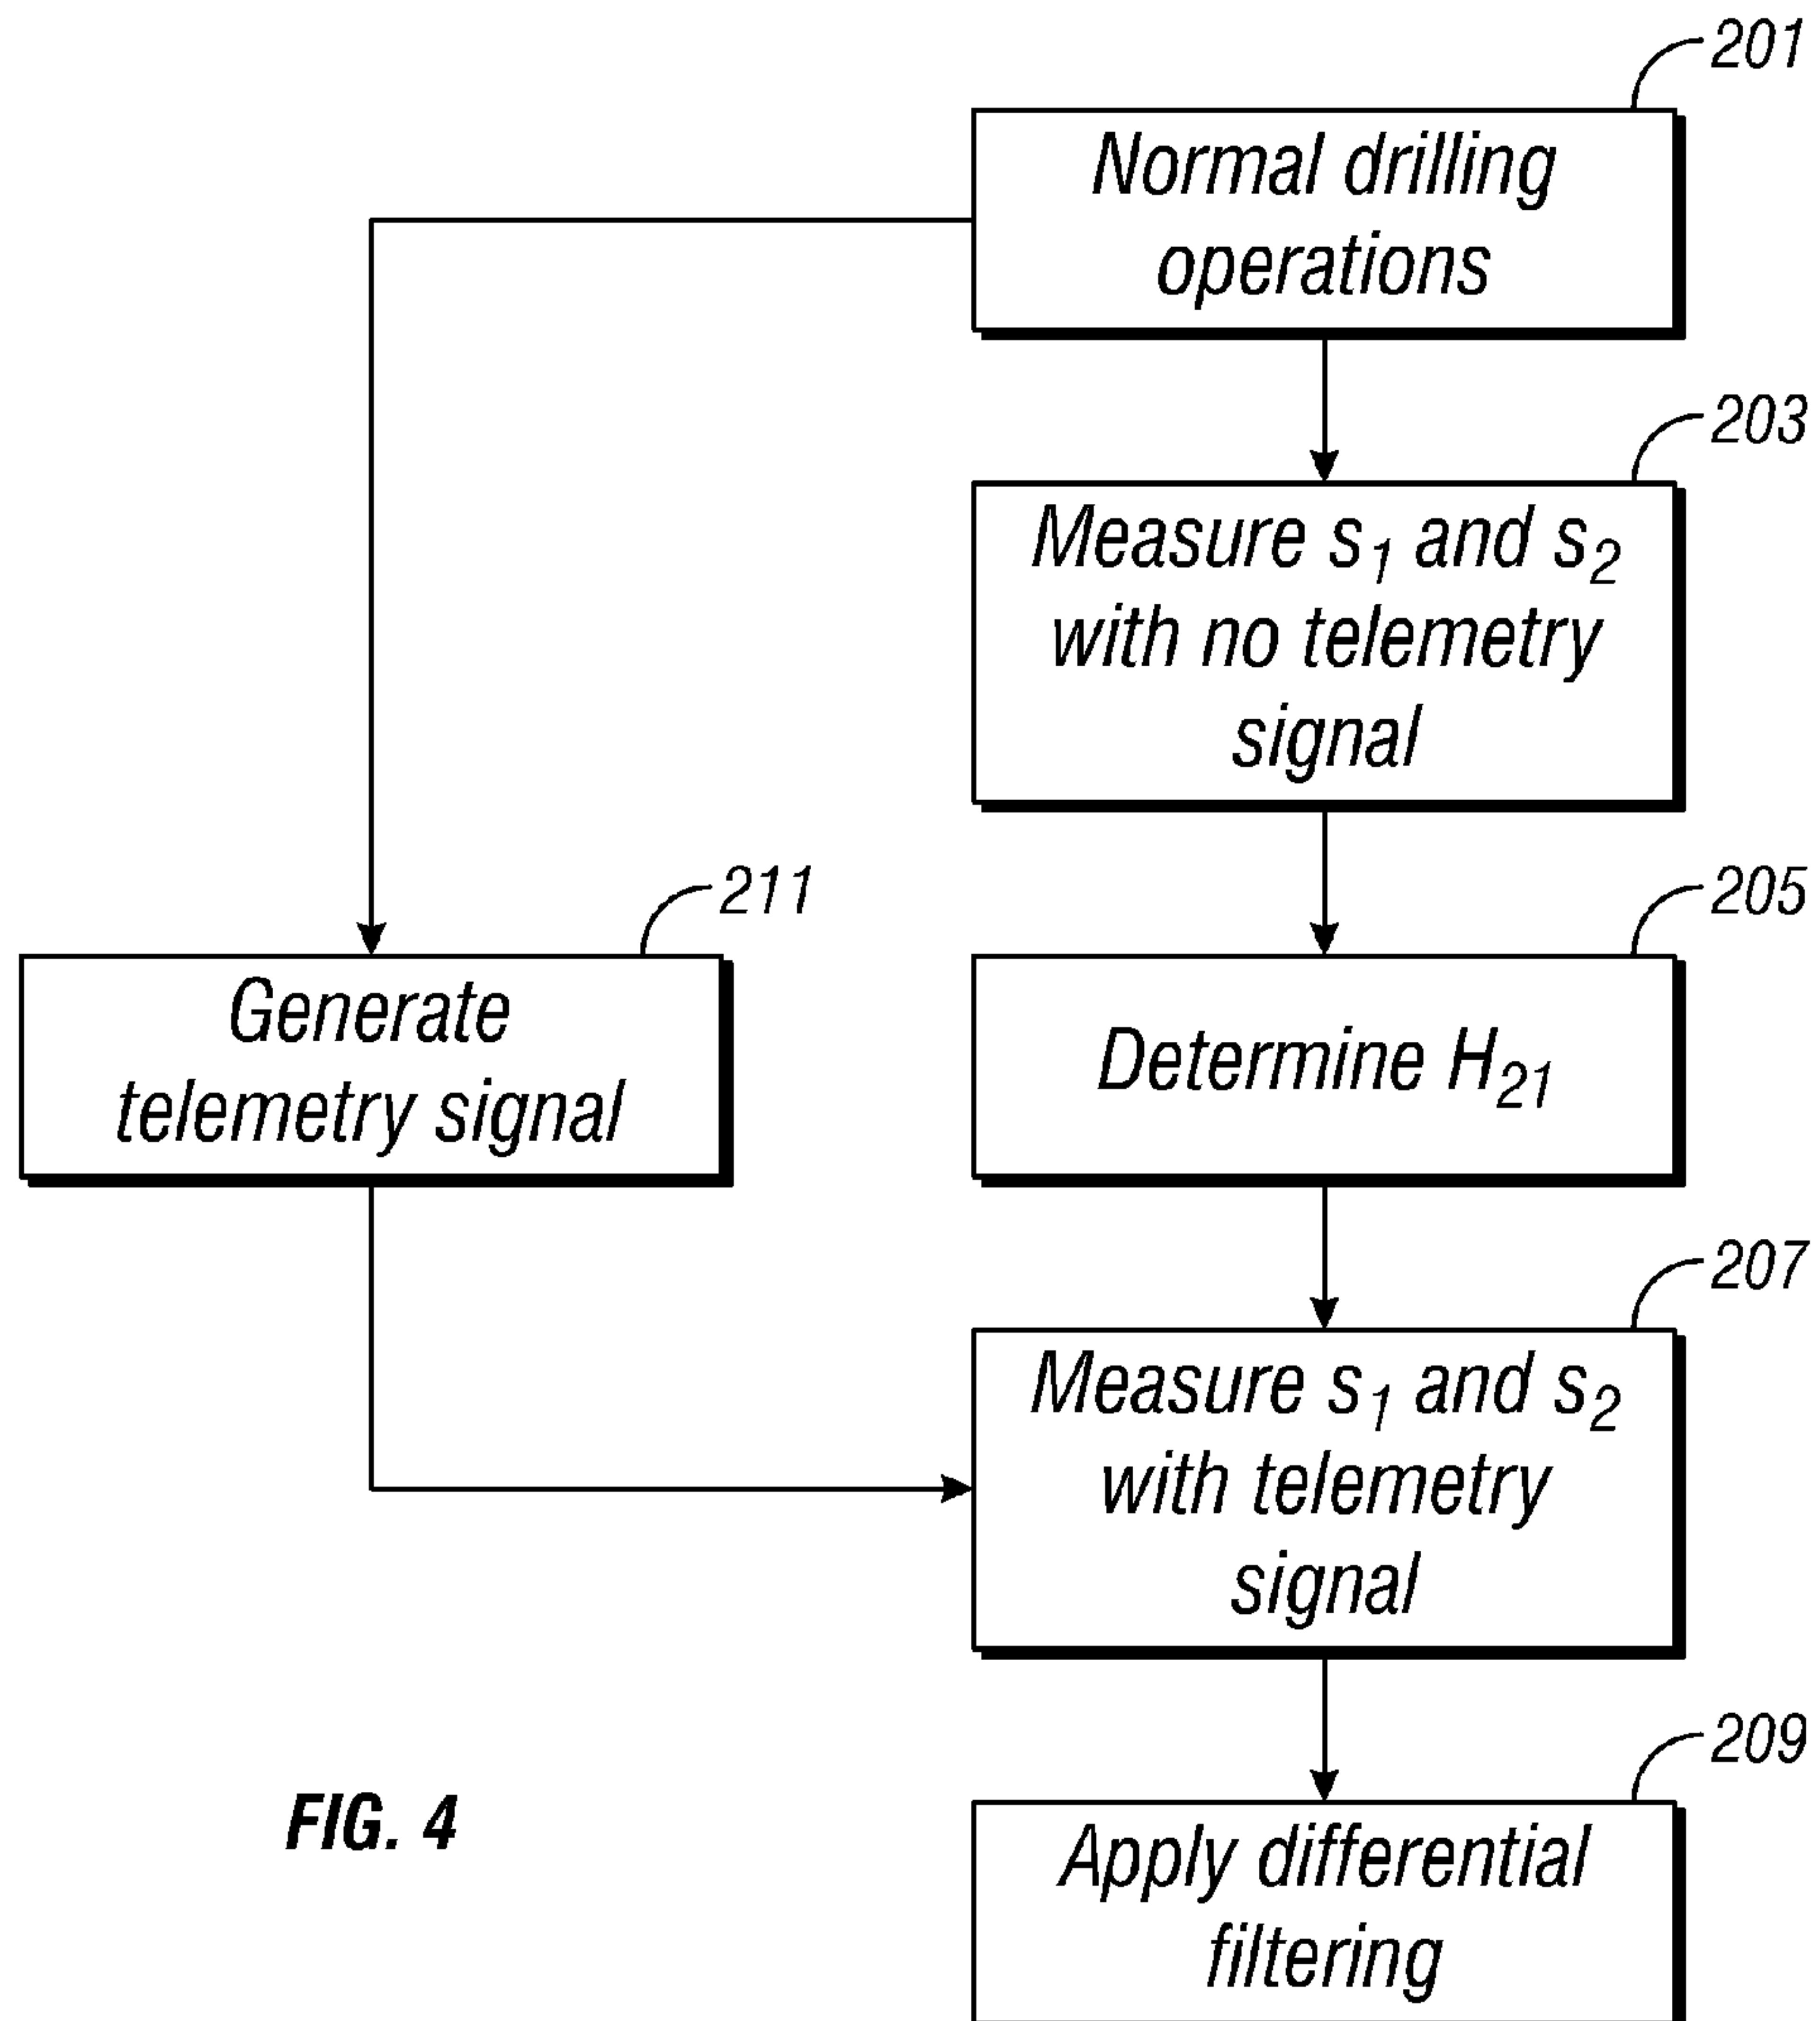 201
Normal drilling
operations
203
Measure s1 and s2
with no telemetry
signal
211
Generate
telemetry signal
205
Determine H21
207
Measure s1 and s2
with telemetry
signal
209
Apply differential
filtering
FIG. 4